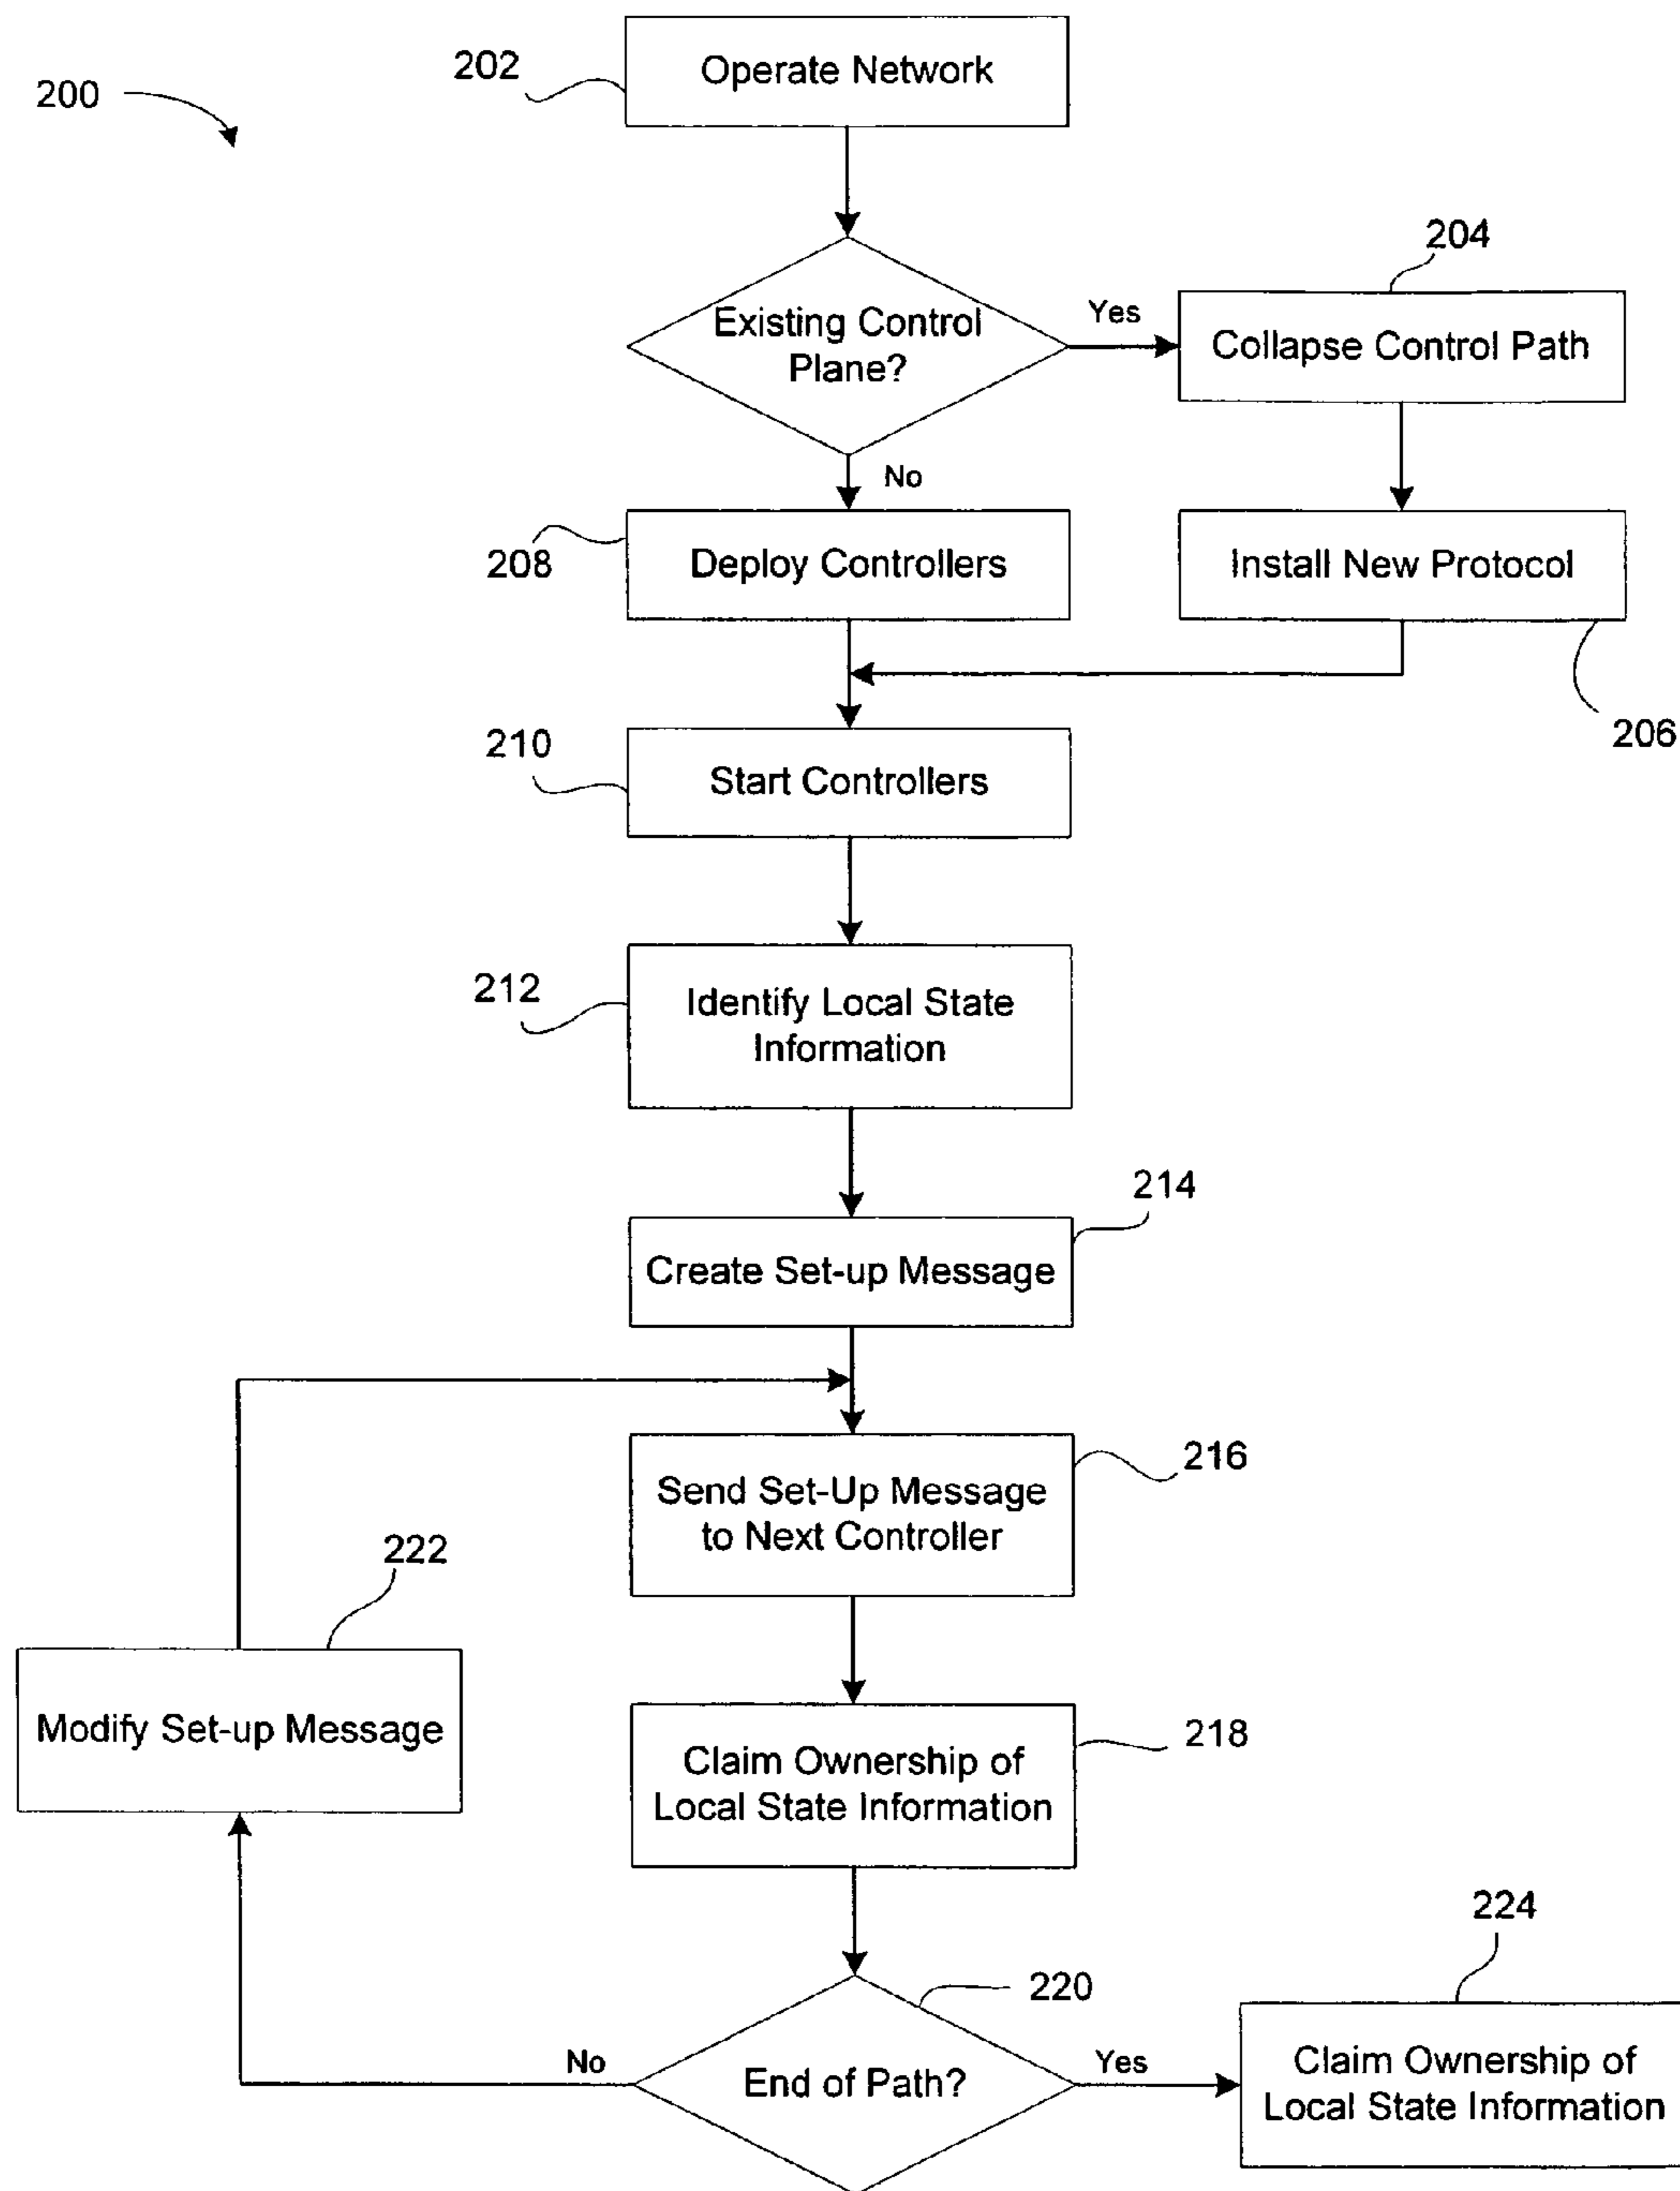 200
202
Operate Network
204
Existing Control
Plane?
Yes
Collapse Control Path
No
208
Deploy Controllers
Install New Protocol
206
210
Start Controllers
212
Identify Local State
Information
214
Create Set-up Message
216
Send Set-Up Message
to Next Controller
222
Modify Set-up Message
218
Claim Ownership of
Local State Information
220
224
No
End of Path?
Yes
Claim Ownership of
Local State Information